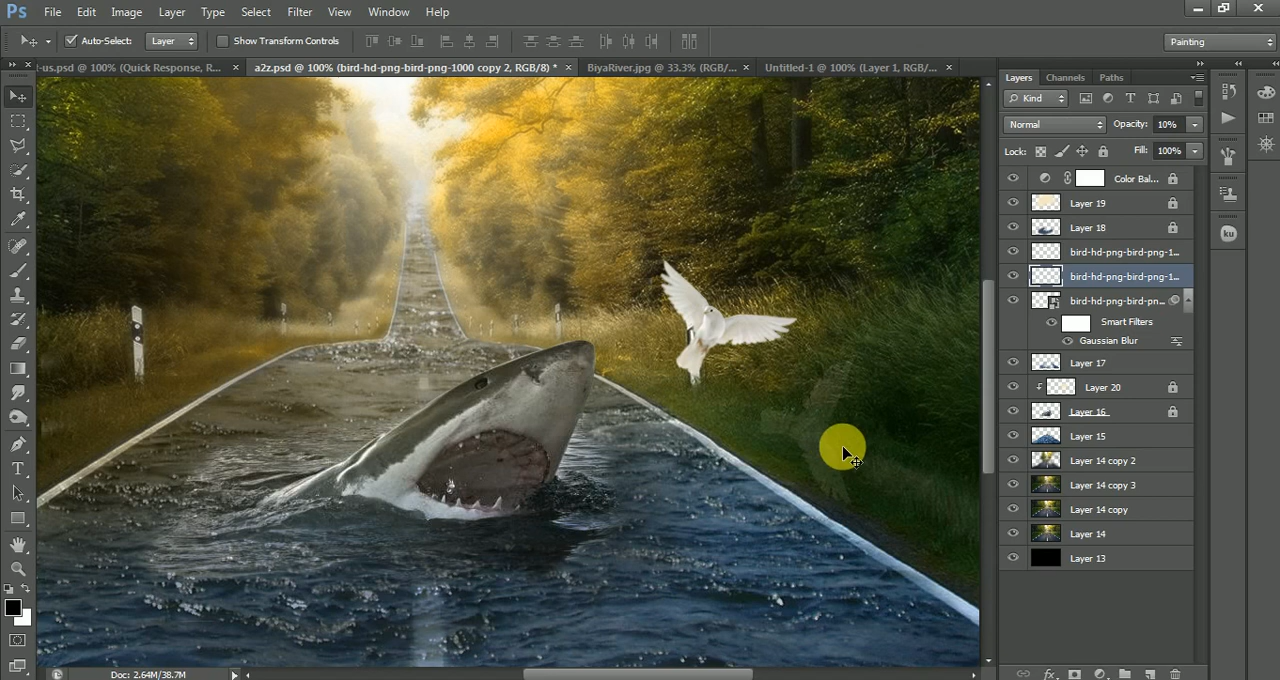 Ps File Edit Image Layer Type Select Filter View Window Help
Auto-Select: Layer Show Transform Controls Painting
-us.psd @ 100% (Quick Response, R... a2z.psd @ 100% (bird-hd-png-bird-png-1000 copy 2, RGB/8) * BiyaRiver.jpg @ 33.3% (RGB/... Untitled-1 @ 100% (Layer 1, RGB/...
Layers Channels Paths
Kind
Normal Opacity: 10%
Lock: Fill: 100%
Color Bal...
Layer 19
Layer 18
bird-hd-png-bird-png-1...
bird-hd-png-bird-png-1...
bird-hd-png-bird-pn...
Smart Filters
Gaussian Blur
Layer 17
Layer 20
Layer 16
Layer 15
Layer 14 copy 2
Layer 14 copy 3
Layer 14 copy
Layer 14
Layer 13
ku
Doc: 2.64M/38.7M
fx